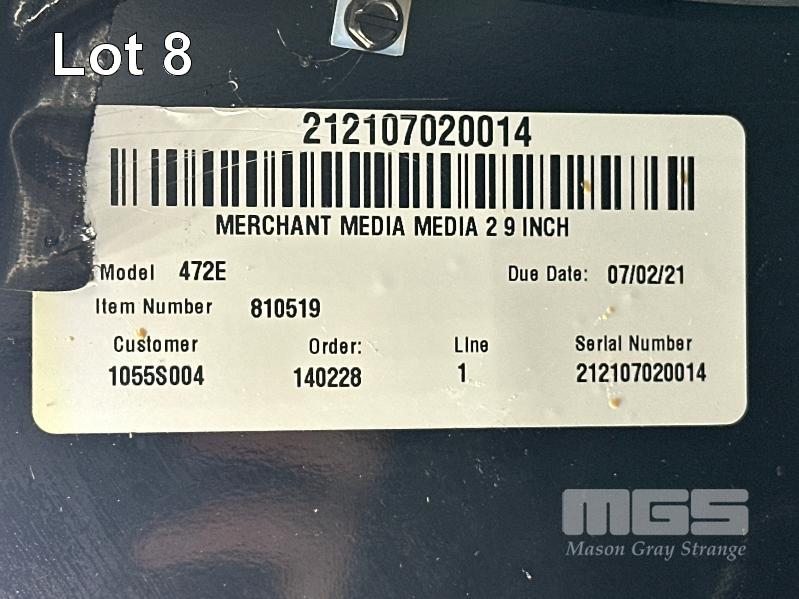 Lot 8
212107020014
MERCHANT MEDIA MEDIA 2 9 INCH
Model 472E Due Date: 07/02/21
Item Number 810519
Customer Order: Line Serial Number
1055S004 140228 1 212107020014
MGS
Mason Gray Strange